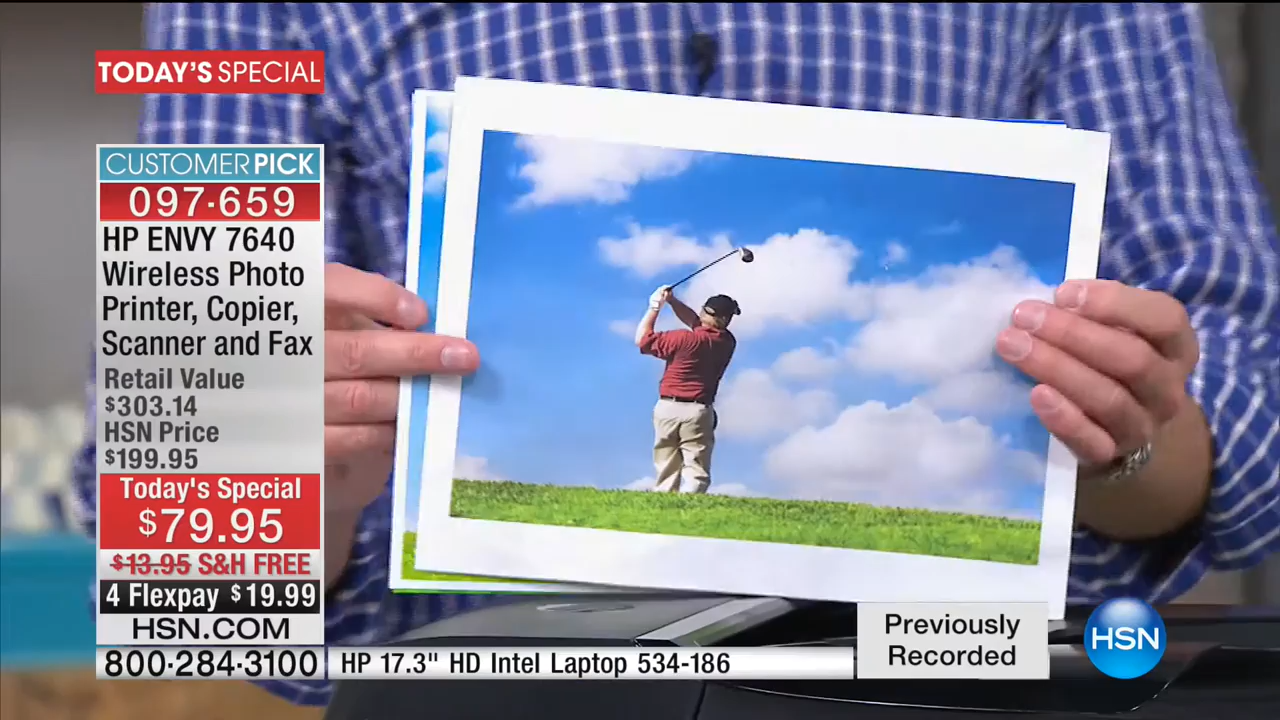 TODAY'S SPECIAL
CUSTOMER PICK
097·659
HP ENVY 7640
Wireless Photo
Printer, Copier,
Scanner and Fax
Retail Value
$303.14
HSN Price
$199.95
Today's Special
$79.95
$13.95 S&H FREE
4 Flexpay $19.99
HSN.COM
800·284·3100
HP 17.3" HD Intel Laptop 534-186
Previously
Recorded
HSN